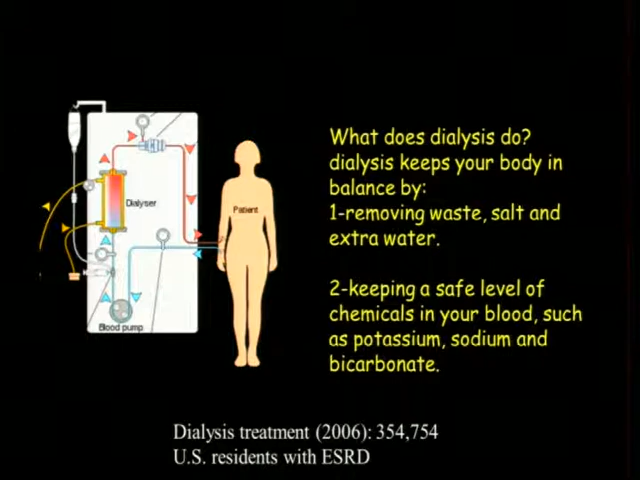 What does dialysis do?
dialysis keeps your body in
balance by:
1-removing waste, salt and
extra water.
2-keeping a safe level of
chemicals in your blood, such
as potassium, sodium and
bicarbonate.
Dialyser
Patient
Blood pump
Dialysis treatment (2006): 354,754
U.S. residents with ESRD